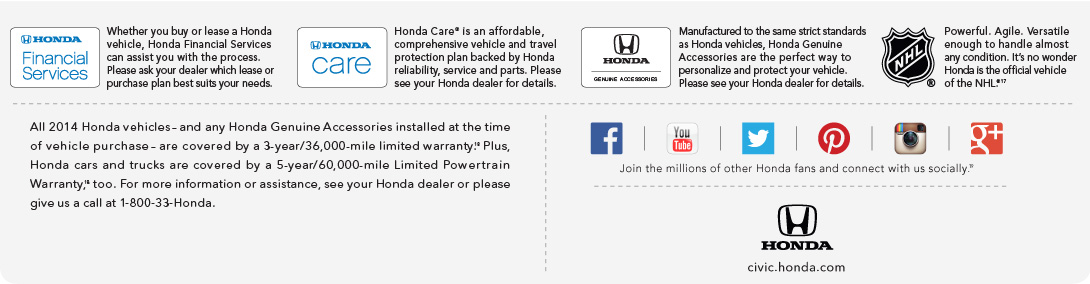 HONDA
Financial
Services
Whether you buy or lease a Honda
vehicle, Honda Financial Services
can assist you with the process.
Please ask your dealer which lease or
purchase plan best suits your needs.
HONDA
care
Honda Care® is an affordable,
comprehensive vehicle and travel
protection plan backed by Honda
reliability, service and parts. Please
see your Honda dealer for details.
HONDA
GENUINE ACCESSORIES
Manufactured to the same strict standards
as Honda vehicles, Honda Genuine
Accessories are the perfect way to
personalize and protect your vehicle.
Please see your Honda dealer for details.
NHL®
Powerful. Agile. Versatile
enough to handle almost
any condition. It's no wonder
Honda is the official vehicle
of the NHL.®17
All 2014 Honda vehicles – and any Honda Genuine Accessories installed at the time
of vehicle purchase – are covered by a 3-year/36,000-mile limited warranty.18 Plus,
Honda cars and trucks are covered by a 5-year/60,000-mile Limited Powertrain
Warranty,18 too. For more information or assistance, see your Honda dealer or please
give us a call at 1-800-33-Honda.
f
You
Tube
g+
Join the millions of other Honda fans and connect with us socially.19
HONDA
civic.honda.com